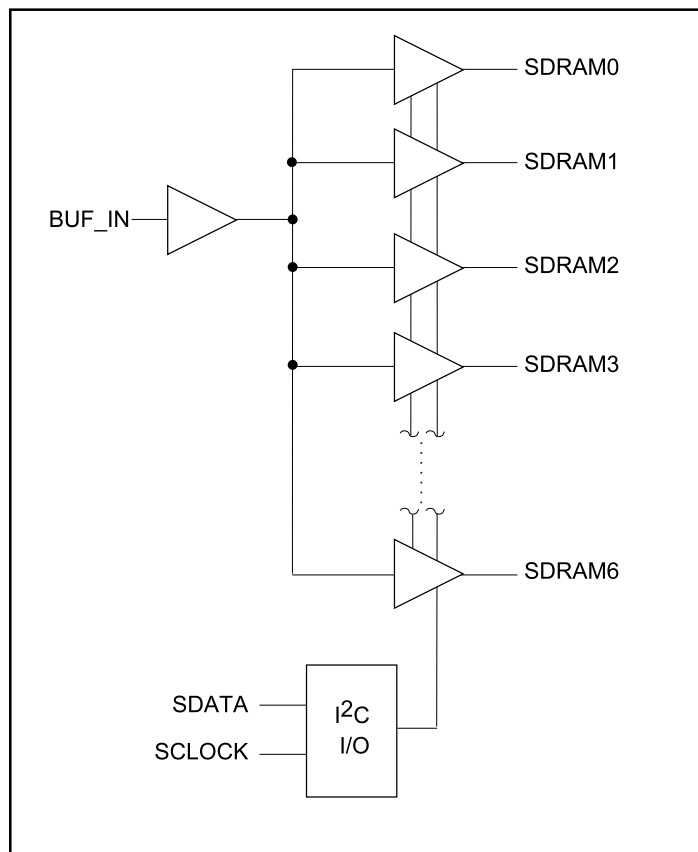 SDRAM0
SDRAM1
BUF_IN
SDRAM2
SDRAM3
SDRAM6
SDATA
I²C
I/O
SCLOCK